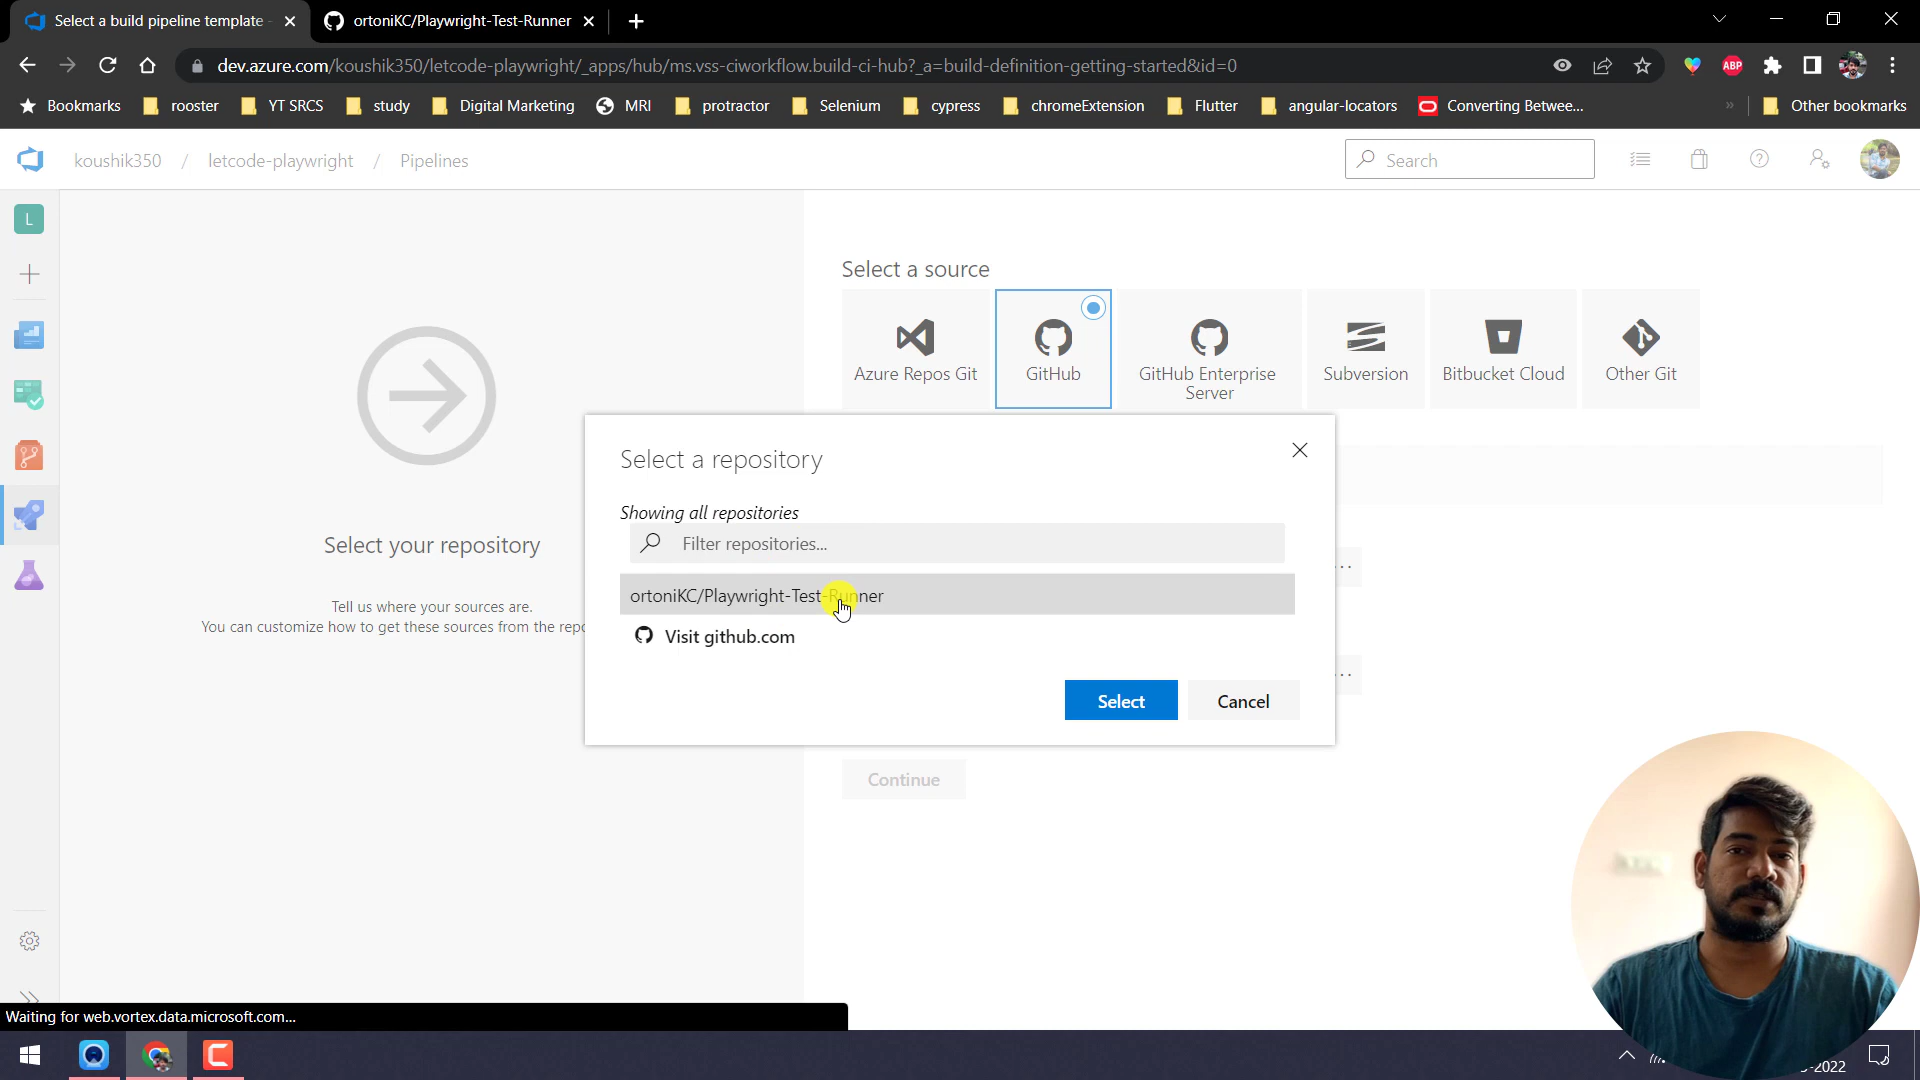 Select a build pipeline template -
ortoniKC/Playwright-Test-Runner
dev.azure.com/koushik350/letcode-playwright/_apps/hub/ms.vss-ciworkflow.build-ci-hub?_a=build-definition-getting-started&id=0
ABP
Bookmarks
rooster
YT SRCS
study
Digital Marketing
MRI
protractor
Selenium
cypress
chromeExtension
Flutter
angular-locators
Converting Betwee...
»
Other bookmarks
koustik350 / letcode-playwright / Pipelines
Search
L
Select a source
Azure Repos Git
GitHub
GitHub Enterprise
Server
Subversion
Bitbucket Cloud
Other Git
Select a repository
Showing all repositories
Filter repositories...
ortoniKC/Playwright-Test-Runner
Visit github.com
Select
Cancel
Select your repository
Tell us where your sources are.
You can customize how to get these sources from the repo
Continue
Waiting for web.vortex.data.microsoft.com...
-2022